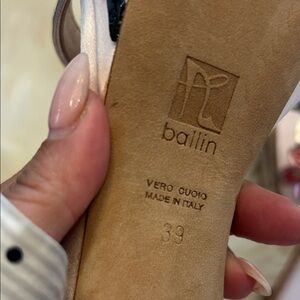 ballin
VERO CUOIO
MADE IN ITALY
39